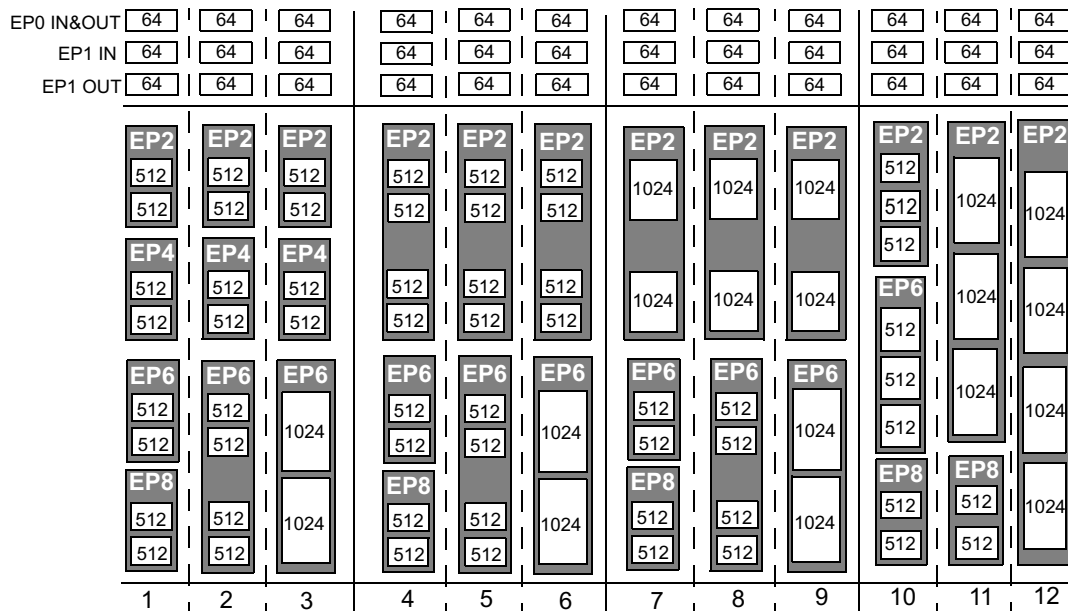 EP0 IN&OUT 64 64 64 64 64 64 64 64 64 64 64 64
EP1 IN 64 64 64 64 64 64 64 64 64 64 64 64
EP1 OUT 64 64 64 64 64 64 64 64 64 64 64 64
EP2 EP2 EP2 EP2 EP2 EP2 EP2 EP2 EP2 EP2 EP2 EP2
512 512 512 512 512 512 1024 1024 1024 512 1024 1024
512 512 512 512 512 512 512
EP4 EP4 EP4 512
512 512 512 512 512 512 1024 1024 1024 EP6 1024 1024
512 512 512 512 512 512 512
EP6 EP6 EP6 EP6 EP6 EP6 EP6 EP6 EP6 512 1024
512 512 1024 512 512 1024 512 512 1024 512 1024
512 512 512 512 512 512
EP8 EP8 EP8 EP8 EP8
512 512 1024 512 512 1024 512 512 1024 512 512 1024
512 512 512 512 512 512 512 512
1 2 3 4 5 6 7 8 9 10 11 12